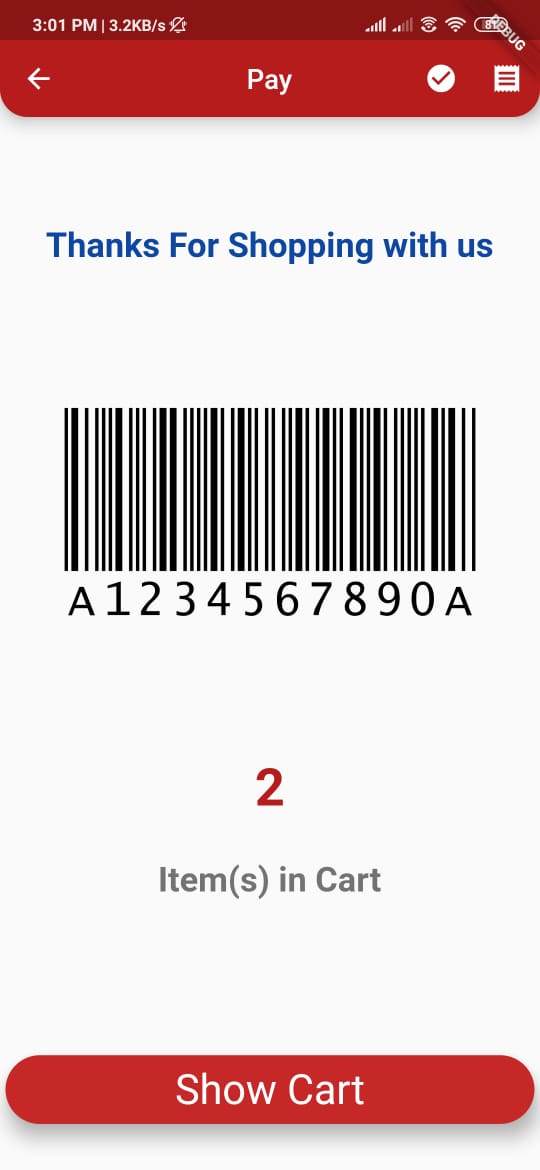 3:01 PM | 3.2KB/s
DEBUG
Pay
Thanks For Shopping with us
A1234567890A
2
Item(s) in Cart
Show Cart